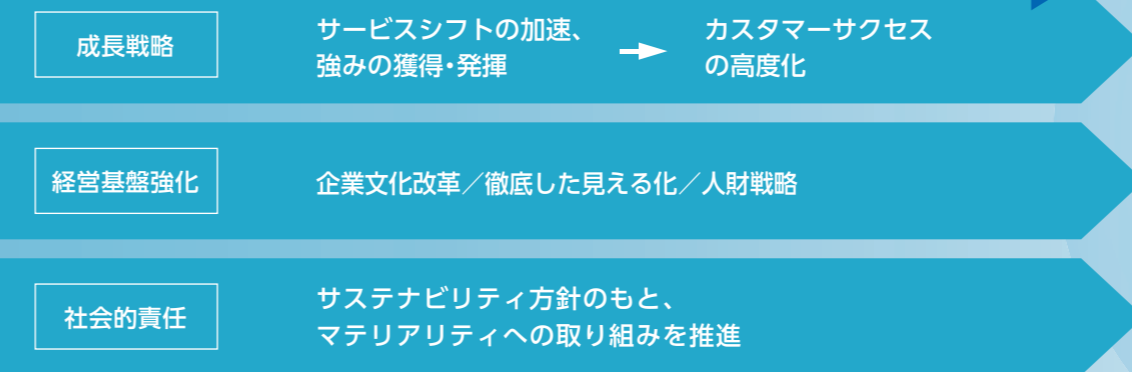 成長戦略
サービスシフトの加速、
強みの獲得・発揮
カスタマーサクセス
の高度化
経営基盤強化
企業文化改革／徹底した見える化／人財戦略
社会的責任
サステナビリティ方針のもと、
マテリアリティへの取り組みを推進